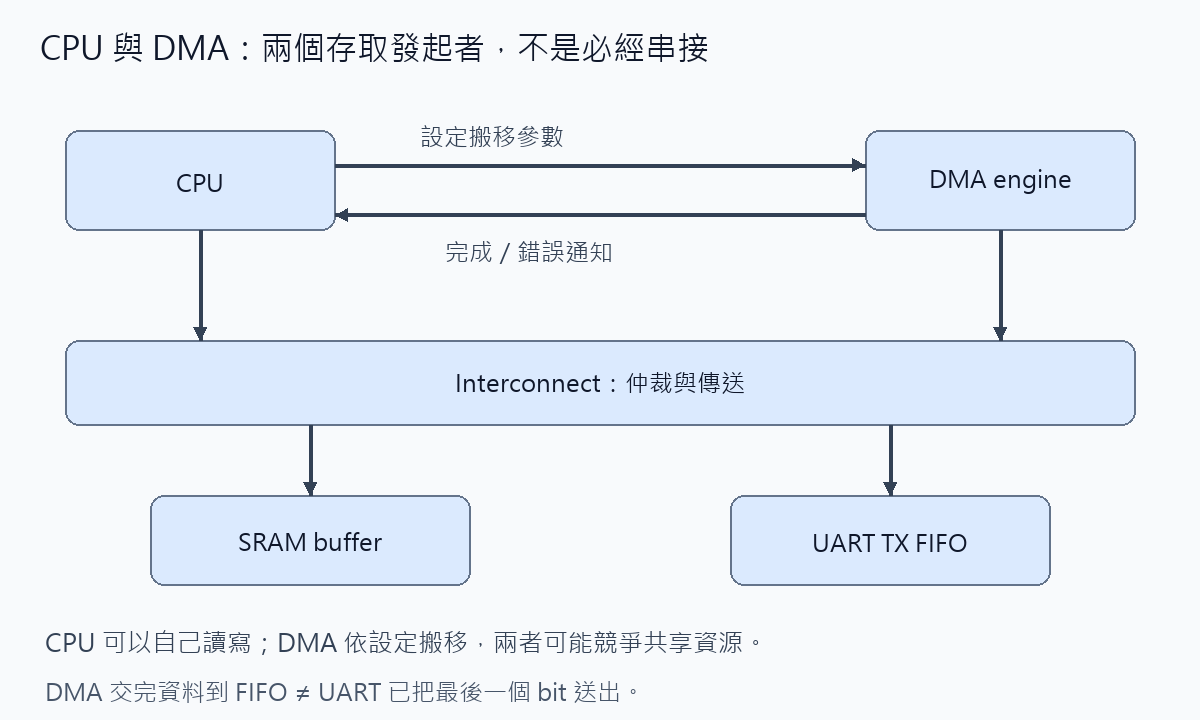 CPU 與 DMA：兩個存取發起者，不是必經串接
設定搬移參數
CPU
DMA engine
完成 / 錯誤通知
Interconnect：仲裁與傳送
SRAM buffer
UART TX FIFO
CPU 可以自己讀寫；DMA 依設定搬移，兩者可能競爭共享資源。
DMA 交完資料到 FIFO ≠ UART 已把最後一個 bit 送出。